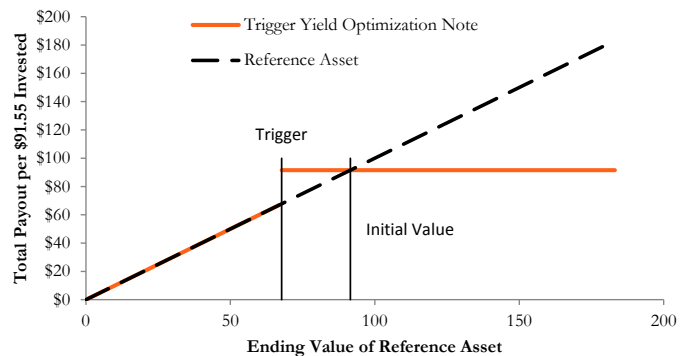 $200
$180
$160
$140
$120
$100
$80
$60
$40
$20
$0
Total Payout per $91.55 Invested
Trigger Yield Optimization Note
Reference Asset
Trigger
Initial Value
0
50
100
150
200
Ending Value of Reference Asset